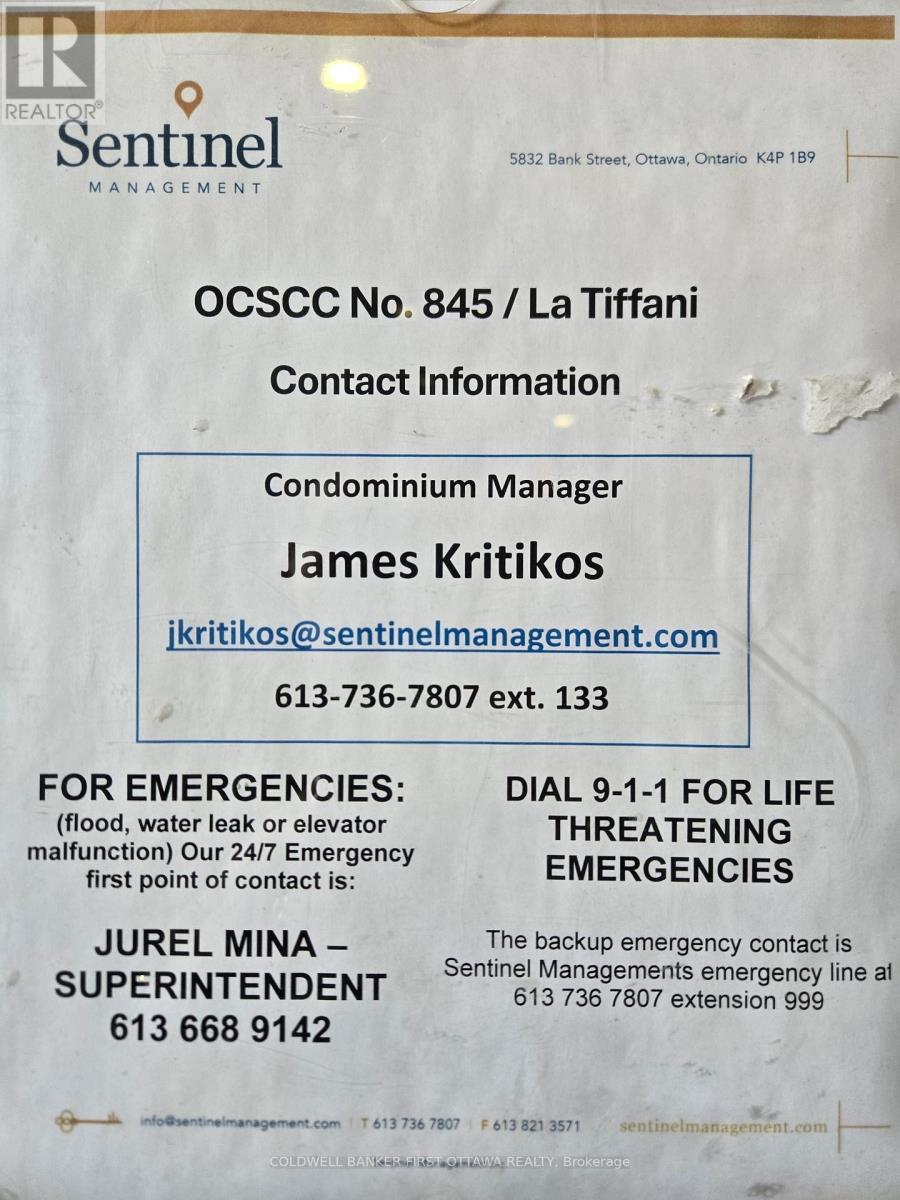 REALTOR®
Sentinel
MANAGEMENT
5832 Bank Street, Ottawa, Ontario K4P 1B9
OCSCC No. 845 / La Tiffani
Contact Information
Condominium Manager
James Kritikos
jkritikos@sentinelmanagement.com
613-736-7807 ext. 133
FOR EMERGENCIES:
(flood, water leak or elevator
malfunction) Our 24/7 Emergency
first point of contact is:
JUREL MINA –
SUPERINTENDENT
613 668 9142
DIAL 9-1-1 FOR LIFE
THREATENING
EMERGENCIES
The backup emergency contact is
Sentinel Managements emergency line at
613 736 7807 extension 999
info@sentinelmanagement.com | T 613 736 7807 | F 613 821 3571
sentinelmanagement.com
COLDWELL BANKER FIRST OTTAWA REALTY, Brokerage